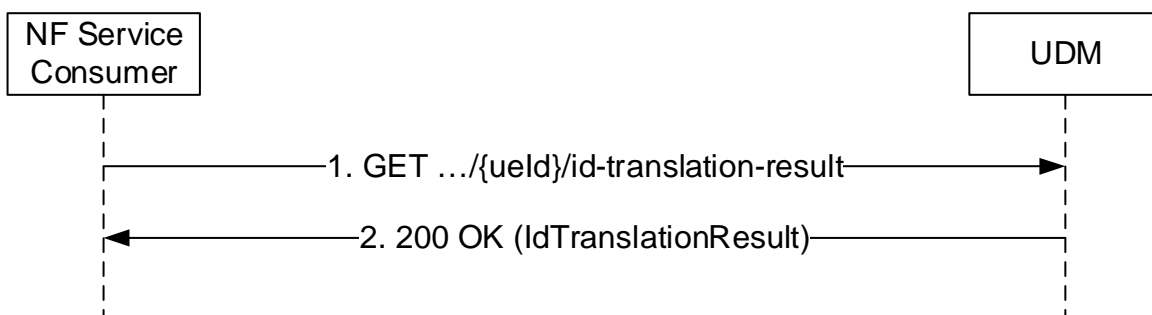 NF Service
Consumer
UDM
1. GET …/{ueId}/id-translation-result
2. 200 OK (IdTranslationResult)